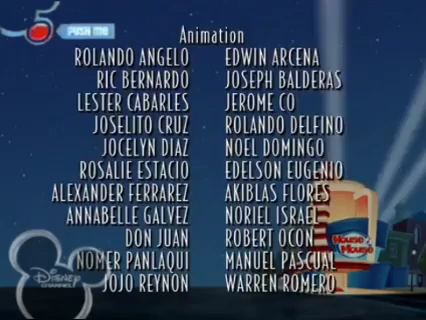 5 PUSH ME
Animation
ROLANDO ANGELO EDWIN ARCENA
RIC BERNARDO JOSEPH BALDERAS
LESTER CABARLES JEROME CO
JOSELITO CRUZ ROLANDO DELFINO
JOCELYN DIAZ NOEL DOMINGO
ROSALIE ESTACIO EDELSON EUGENIO
ALEXANDER FERRAREZ AKIBLAS FLORES
ANNABELLE GALVEZ NORIEL ISRAEL
DON JUAN ROBERT OCON
NOMER PANLAQUI MANUEL PASCUAL
JOJO REYNON WARREN ROMERO
House of Mouse
Disney
CHANNEL